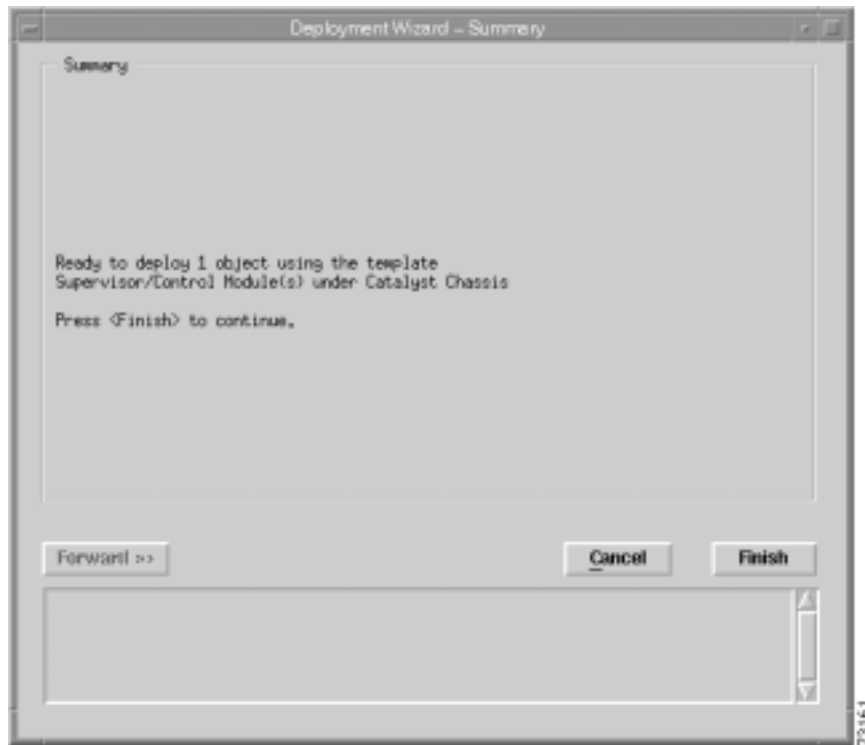 Deployment Wizard – Summary
Summary
Ready to deploy 1 object using the template
Supervisor/Control Module(s) under Catalyst Chassis
Press <Finish> to continue.
Forward >>
Cancel
Finish